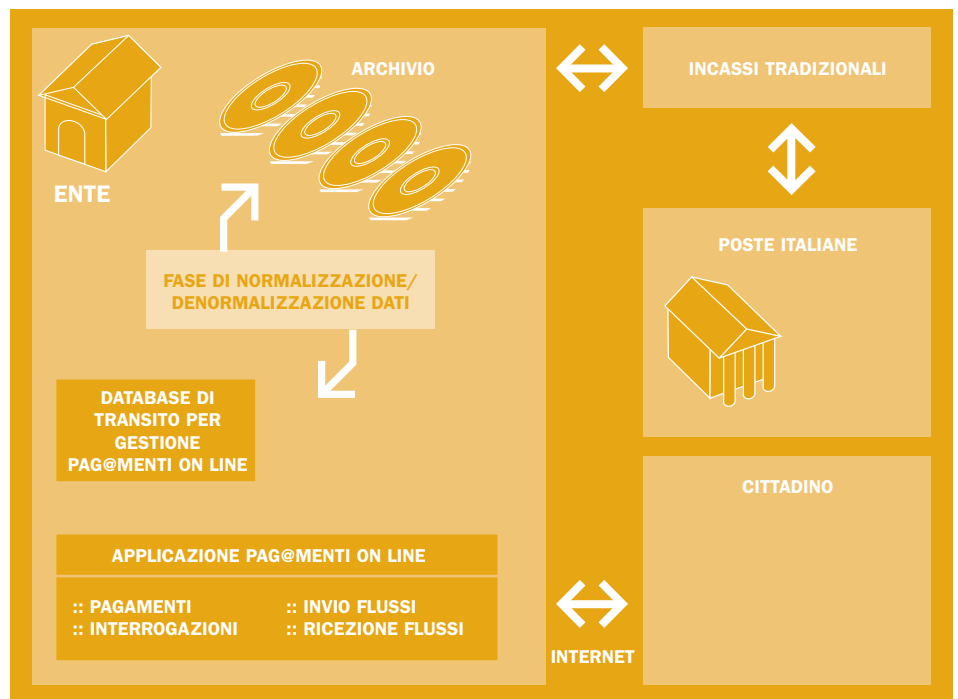 ARCHIVIO
ENTE
FASE DI NORMALIZZAZIONE/
DENORMALIZZAZIONE DATI
DATABASE DI
TRANSITO PER
GESTIONE
PAG@MENTI ON LINE
APPLICAZIONE PAG@MENTI ON LINE
:: PAGAMENTI
:: INTERROGAZIONI
:: INVIO FLUSSI
:: RICEZIONE FLUSSI
INCASSI TRADIZIONALI
POSTE ITALIANE
CITTADINO
INTERNET